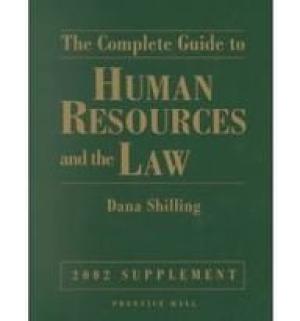 The Complete Guide to
HUMAN
RESOURCES
and the LAW
Dana Shilling
2002 SUPPLEMENT
PRENTICE HALL